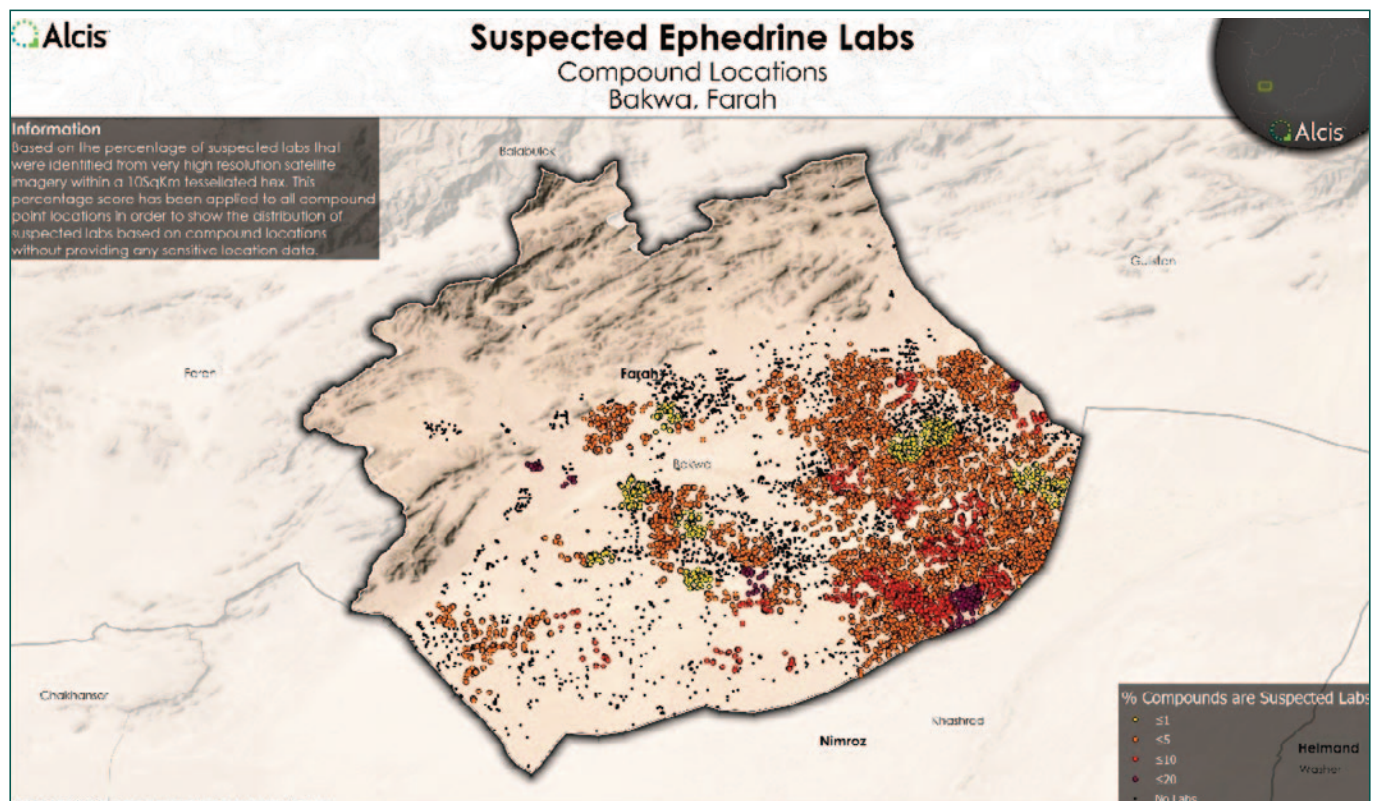 Alcis
Suspected Ephedrine Labs
Compound Locations
Bakwa, Farah
Alcis
Information
Based on the percentage of suspected labs that
were identified from very high resolution satellite
imagery within a 10SqKm tessellated hex. This
percentage score has been applied to all compound
point locations in order to show the distribution of
suspected labs based on compound locations
without providing any sensitive location data.
Balabulok
Gulistan
Farah
Farah
Bakwa
Chakhansor
Khashrod
Nimroz
% Compounds are Suspected Labs
≤1
≤5
≤10
≤20
No Labs
Helmand
Washer